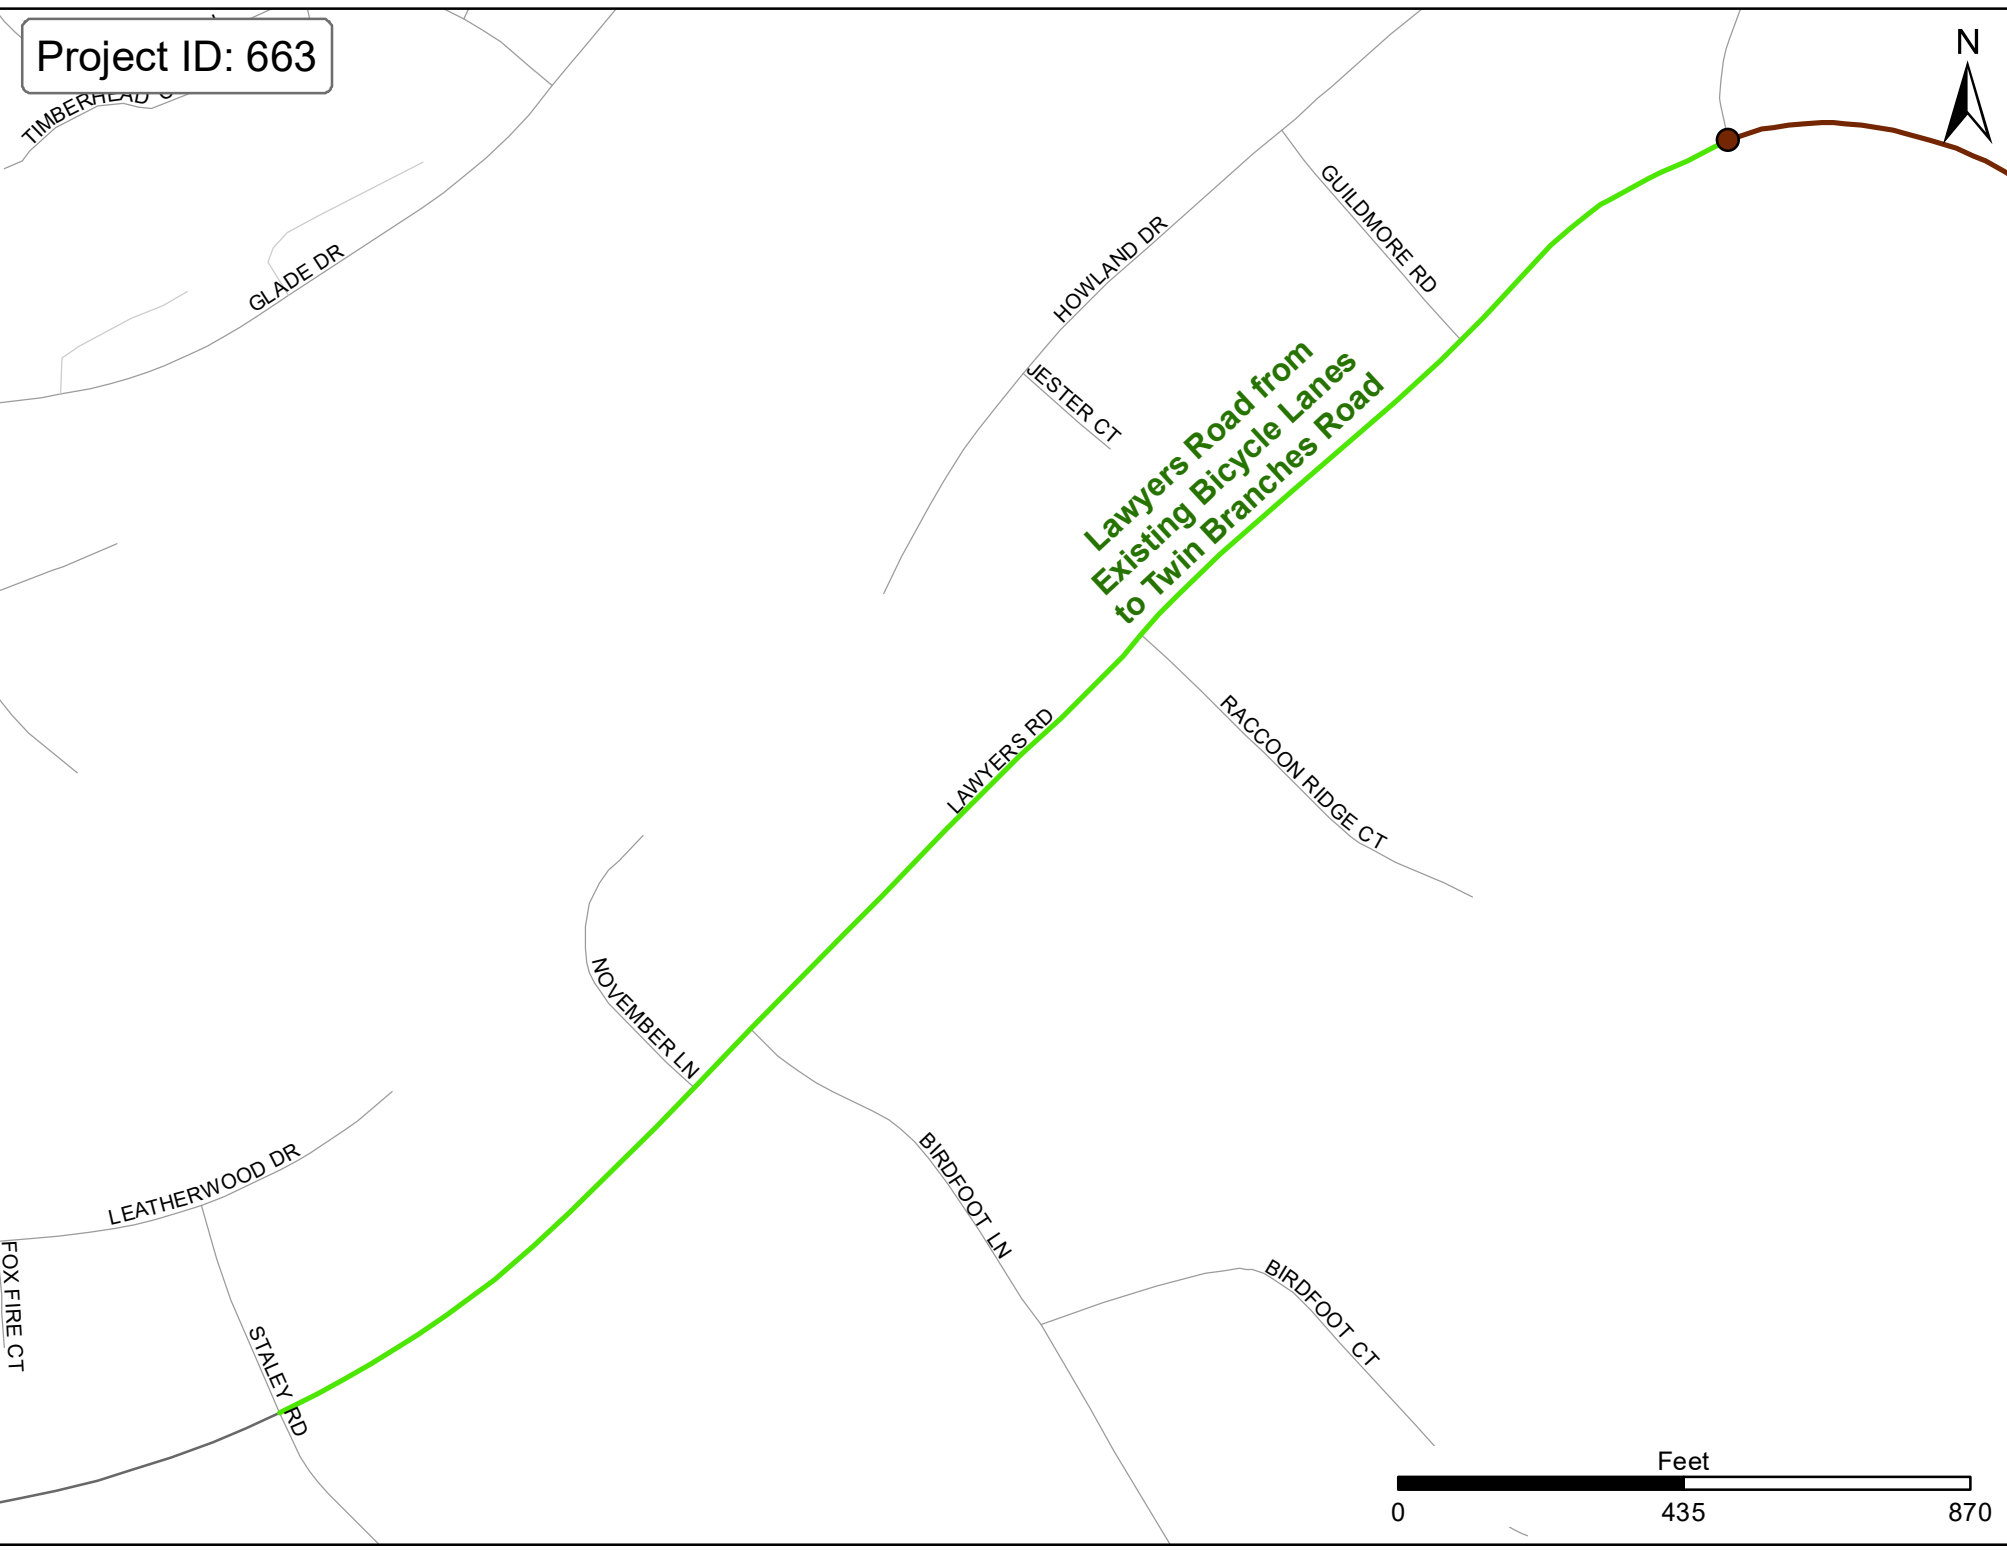 Project ID: 663
N
TIMBERHEAD
GLADE DR
HOWLAND DR
GUILDMORE RD
JESTER CT
Lawyers Road from
Existing Bicycle Lanes
to Twin Branches Road
LAWYERS RD
RACCOON RIDGE CT
NOVEMBER LN
LEATHERWOOD DR
BIRDFOOT LN
FOX FIRE CT
STALEY RD
BIRDFOOT CT
Feet
0 435 870